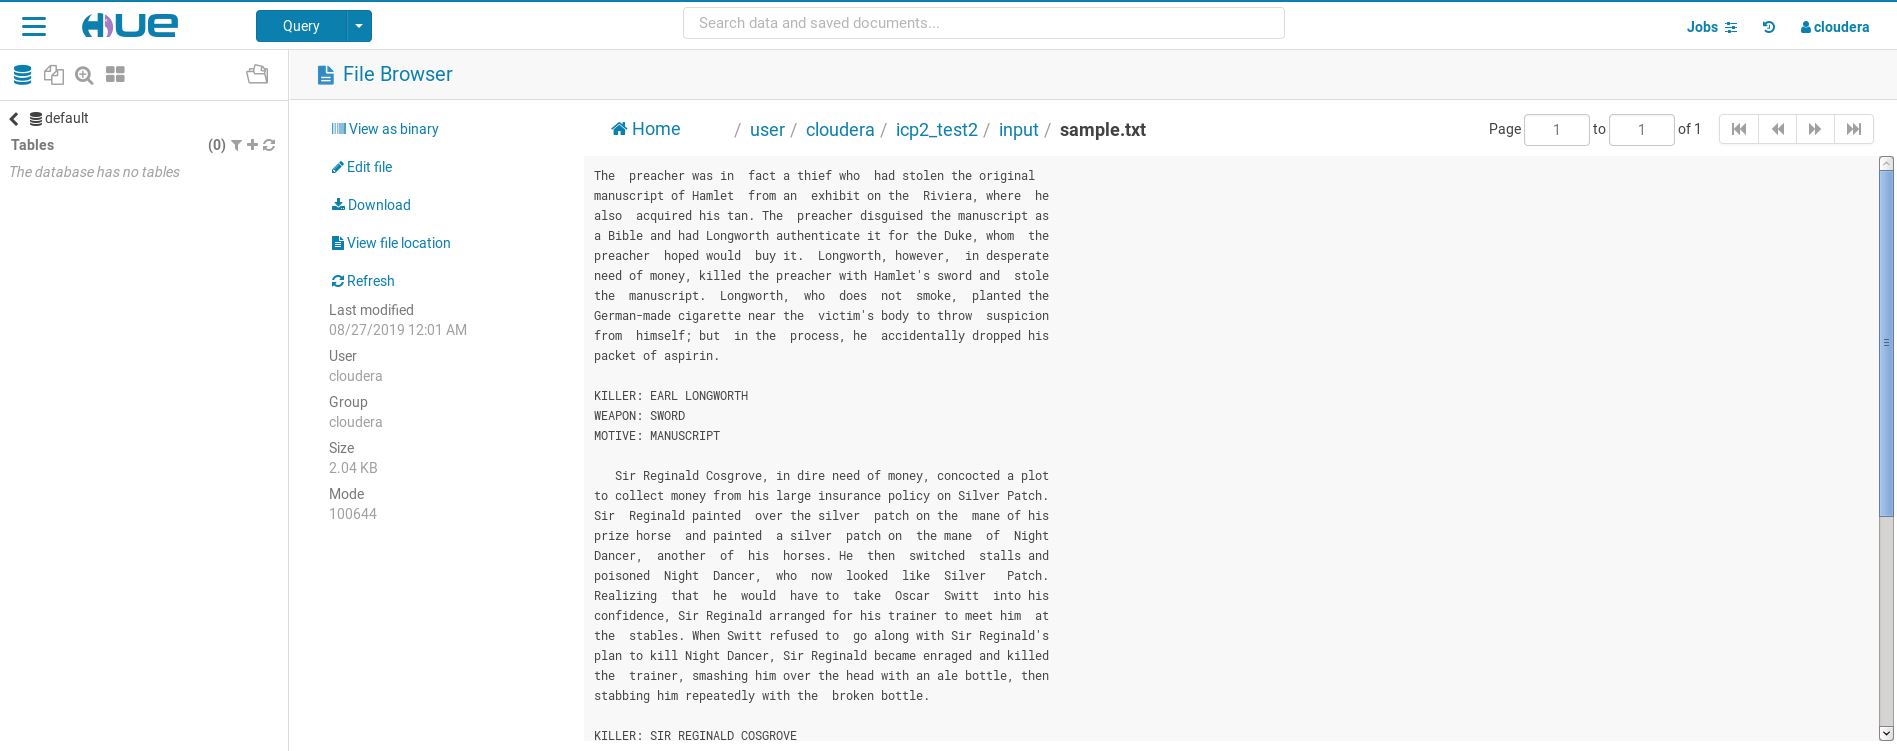 HUE
Query
Search data and saved documents...
Jobs
cloudera
File Browser
default
Tables
(0)
The database has no tables
View as binary
Edit file
Download
View file location
Refresh
Last modified
08/27/2019 12:01 AM
User
cloudera
Group
cloudera
Size
2.04 KB
Mode
100644
Home / user / cloudera / icp2_test2 / input / sample.txt
Page 1 to 1 of 1
The  preacher was in  fact a thief who  had stolen the original
manuscript of Hamlet  from an  exhibit on the  Riviera, where  he
also  acquired his tan. The  preacher disguised the manuscript as
a Bible and had Longworth authenticate it for the Duke, whom  the
preacher  hoped would  buy it.  Longworth, however,  in desperate
need of money, killed the preacher with Hamlet's sword and  stole
the  manuscript.  Longworth,  who  does  not  smoke,  planted the
German-made cigarette near the  victim's body to throw  suspicion
from  himself; but  in the  process, he  accidentally dropped his
packet of aspirin.
KILLER: EARL LONGWORTH
WEAPON: SWORD
MOTIVE: MANUSCRIPT
   Sir Reginald Cosgrove, in dire need of money, concocted a plot
to collect money from his large insurance policy on Silver Patch.
Sir  Reginald painted  over the silver  patch on the  mane of his
prize horse  and painted  a silver  patch on  the mane  of  Night
Dancer,  another  of  his  horses. He  then  switched  stalls and
poisoned  Night  Dancer,  who  now  looked  like  Silver   Patch.
Realizing  that  he  would  have to  take  Oscar  Switt  into his
confidence, Sir Reginald arranged for his trainer to meet him  at
the  stables. When Switt refused to  go along with Sir Reginald's
plan to kill Night Dancer, Sir Reginald became enraged and killed
the  trainer, smashing him over the head with an ale bottle, then
stabbing him repeatedly with the  broken bottle.
KILLER: SIR REGINALD COSGROVE